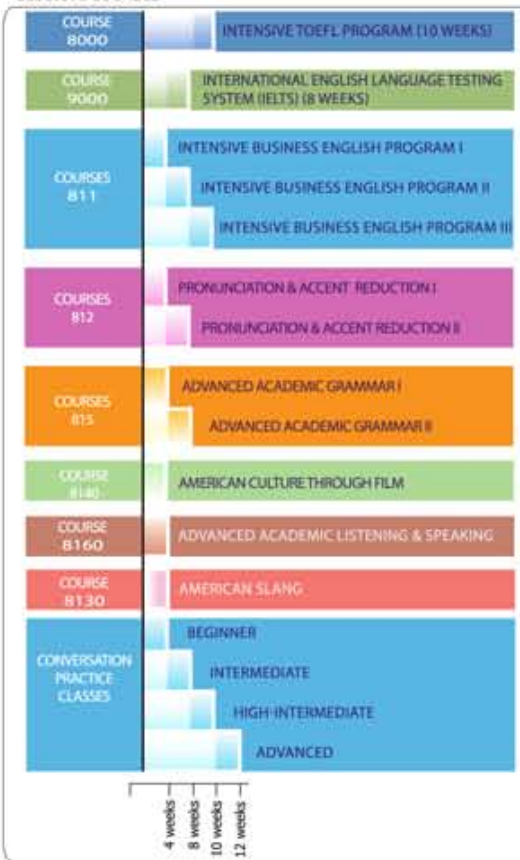 COURSE
8000
INTENSIVE TOEFL PROGRAM (10 WEEKS)
COURSE
9000
INTERNATIONAL ENGLISH LANGUAGE TESTING
SYSTEM (IELTS) (8 WEEKS)
COURSES
811
INTENSIVE BUSINESS ENGLISH PROGRAM I
INTENSIVE BUSINESS ENGLISH PROGRAM II
INTENSIVE BUSINESS ENGLISH PROGRAM III
COURSES
812
PRONUNCIATION & ACCENT REDUCTION I
PRONUNCIATION & ACCENT REDUCTION II
COURSES
815
ADVANCED ACADEMIC GRAMMAR I
ADVANCED ACADEMIC GRAMMAR II
COURSE
8140
AMERICAN CULTURE THROUGH FILM
COURSE
8160
ADVANCED ACADEMIC LISTENING & SPEAKING
COURSE
8130
AMERICAN SLANG
CONVERSATION
PRACTICE
CLASSES
BEGINNER
INTERMEDIATE
HIGH-INTERMEDIATE
ADVANCED
4 weeks
8 weeks
10 weeks
12 weeks